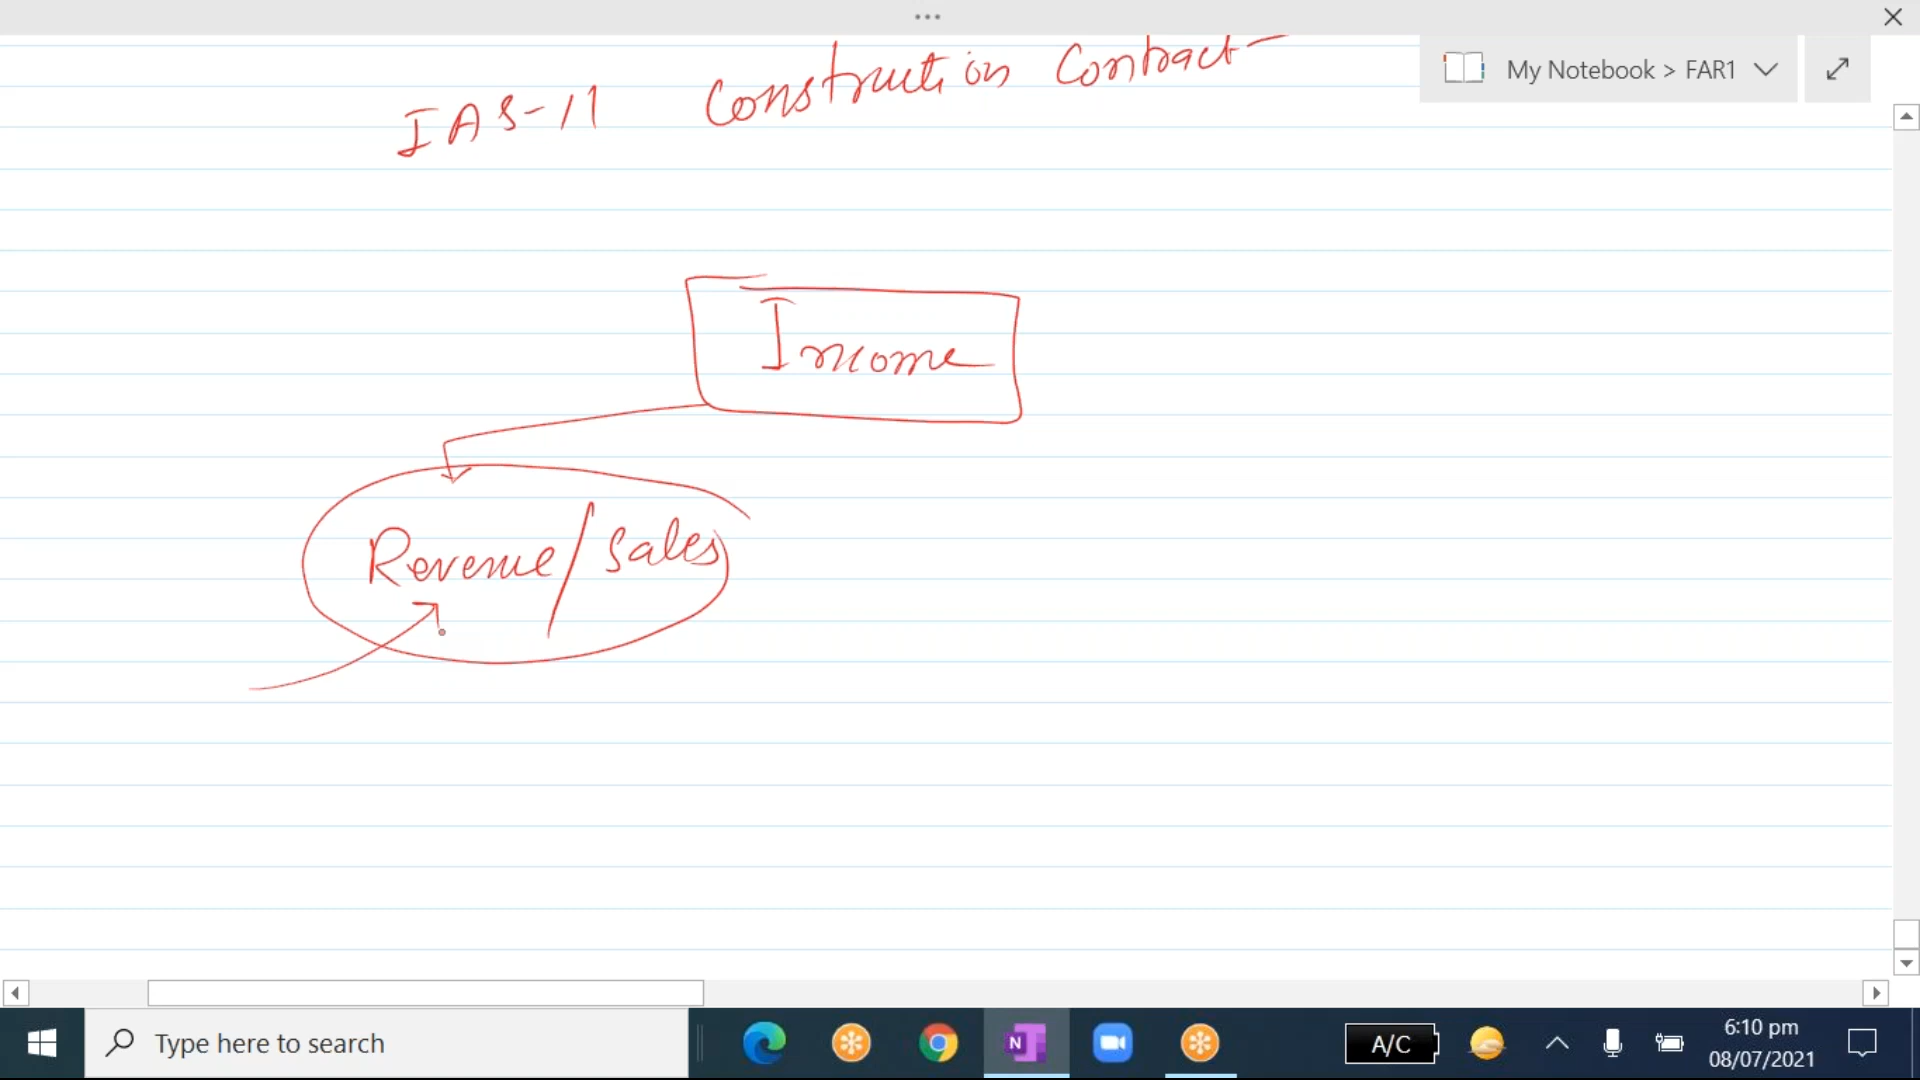 My Notebook > FAR1
IAS-11 Construction Contract
Income
Revenue/Sales
Type here to search
N
A/C
6:10 pm
08/07/2021